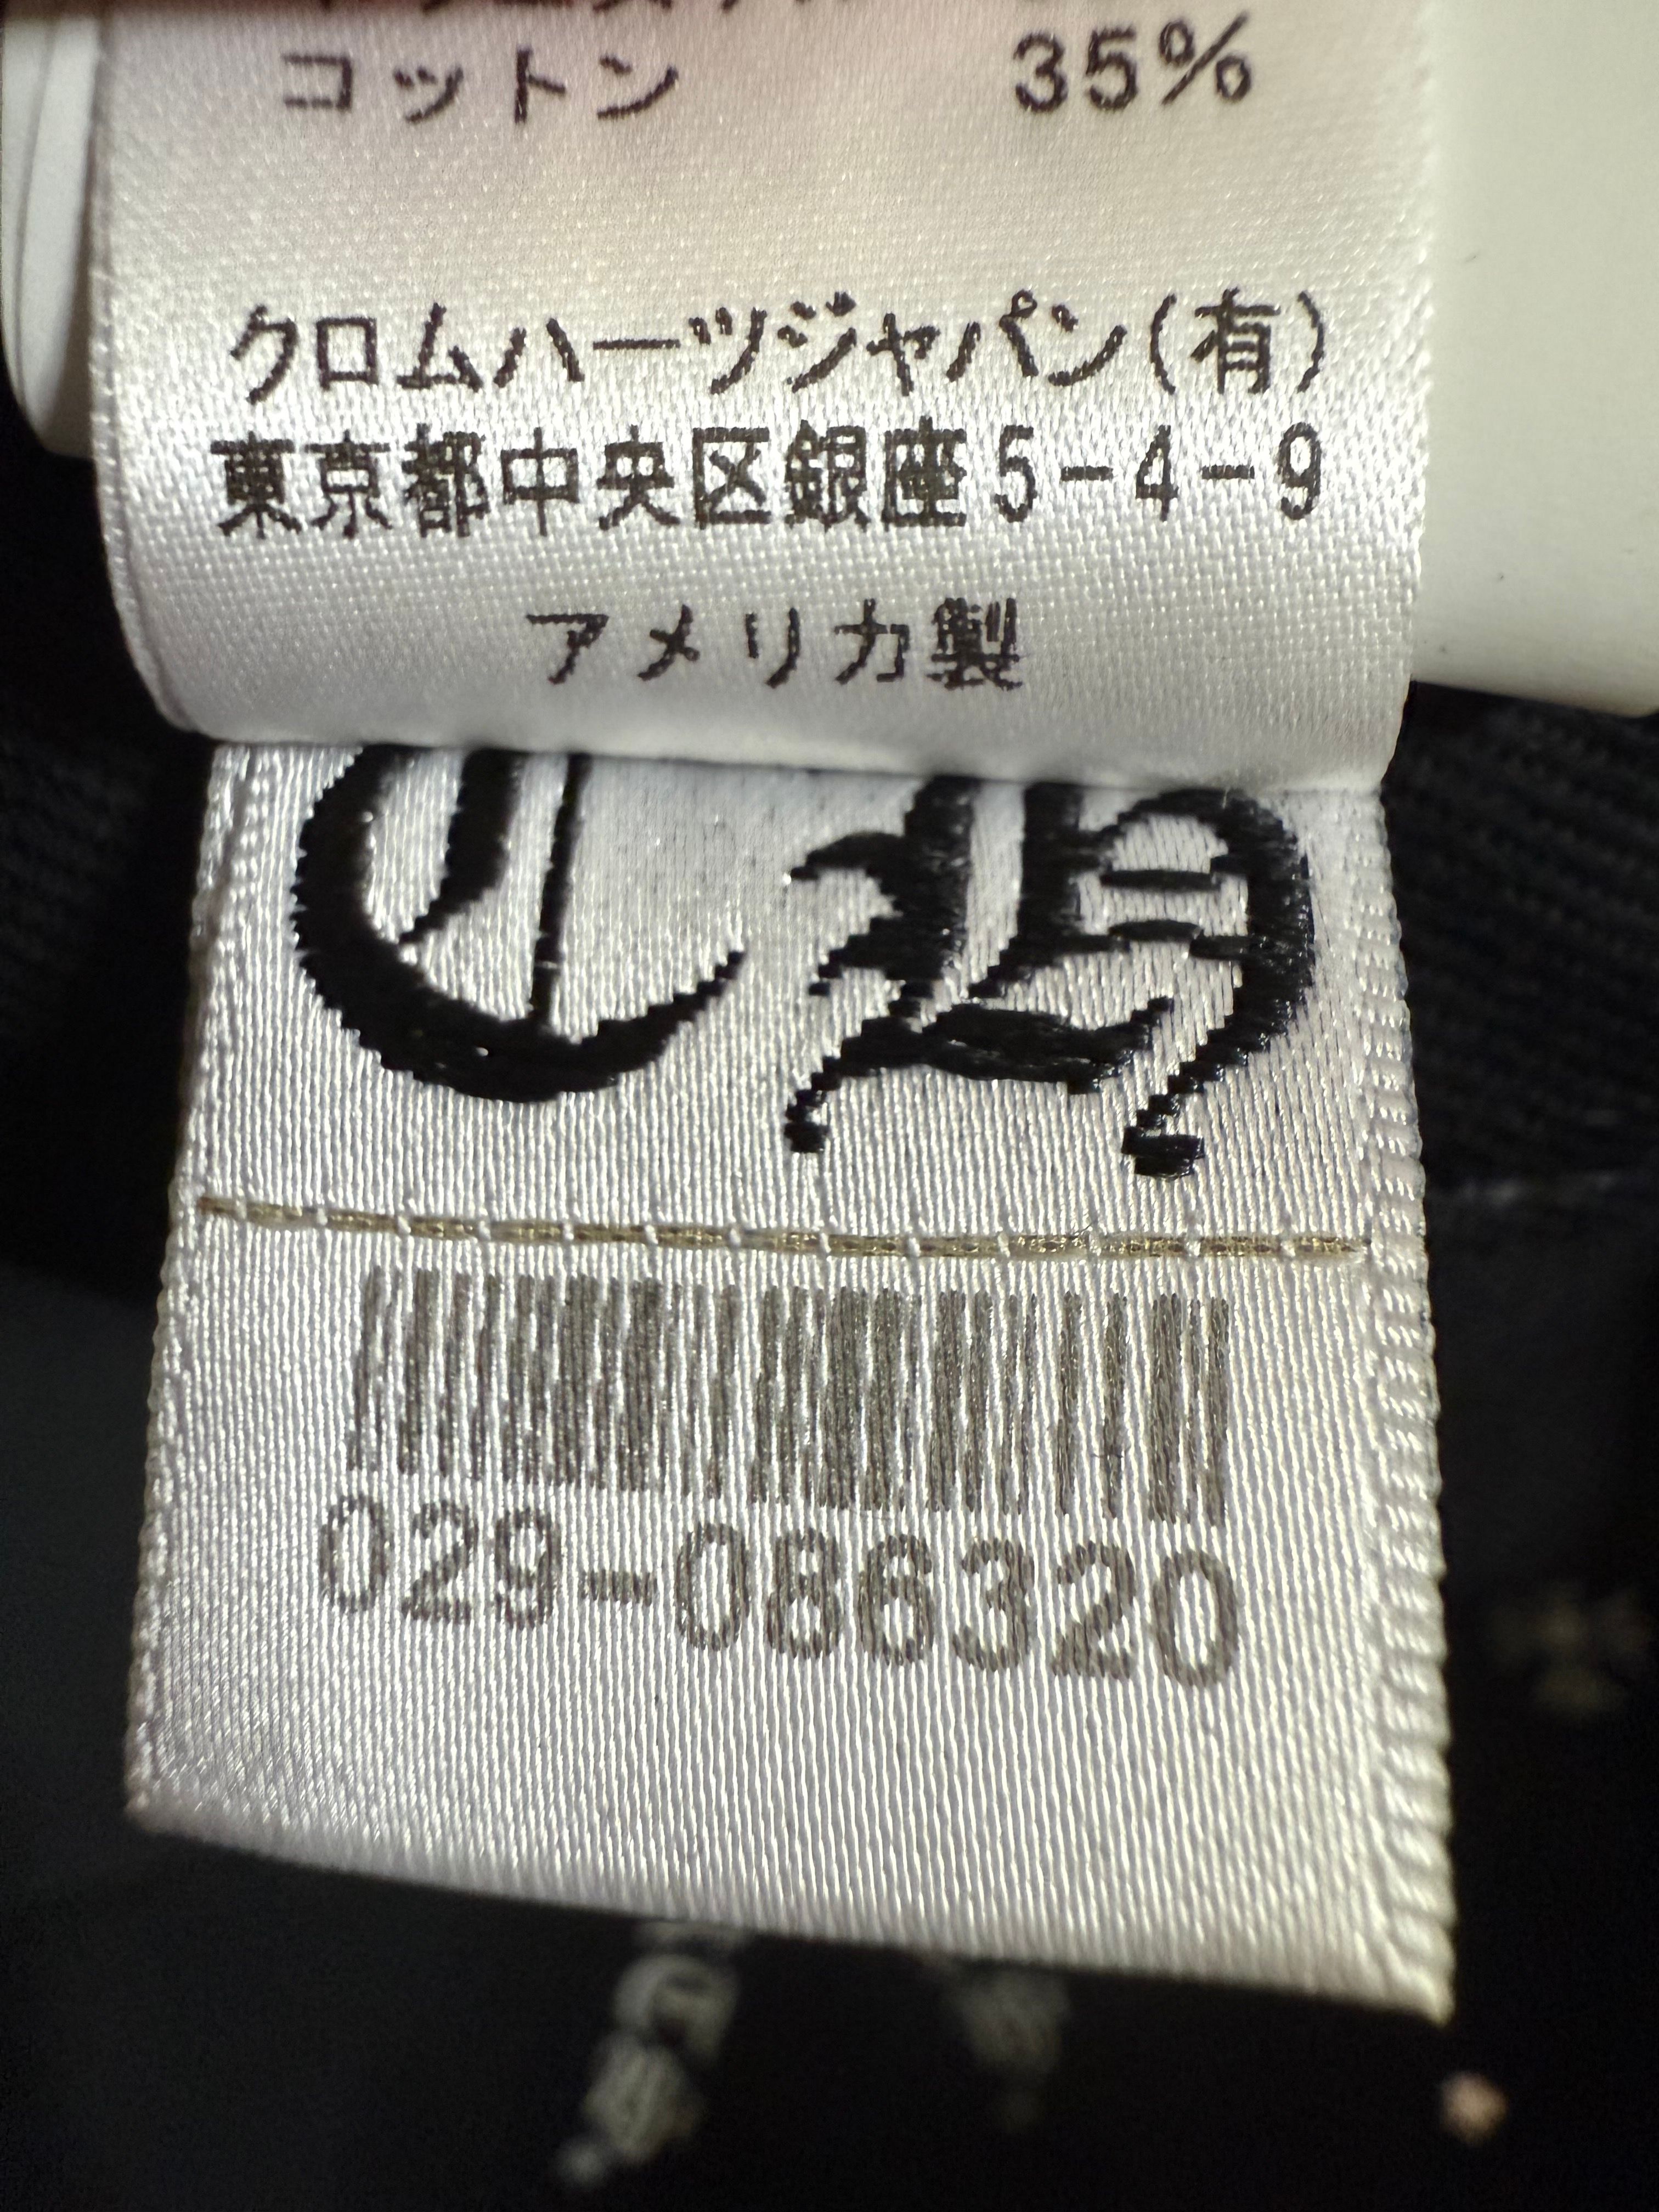 コットン 35%
クロムハーツジャパン(有)
東京都中央区銀座5-4-9
アメリカ製
CH
029-086320